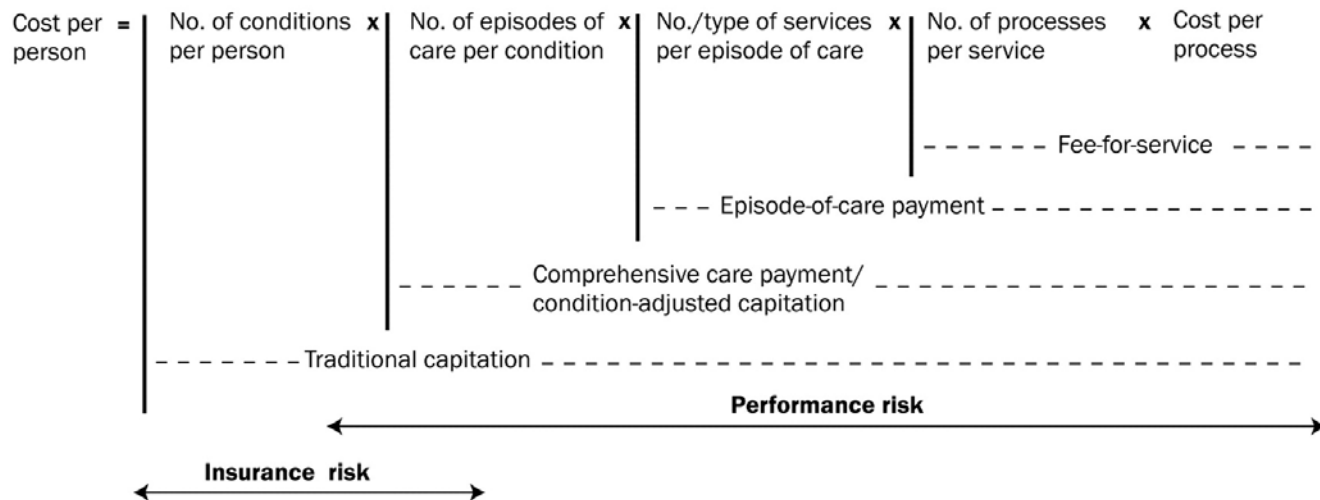 Cost per = No. of conditions x No. of episodes of x No./type of services x No. of processes x Cost per
person per person care per condition per episode of care per service process
Fee-for-service
Episode-of-care payment
Comprehensive care payment/
condition-adjusted capitation
Traditional capitation
Performance risk
Insurance risk